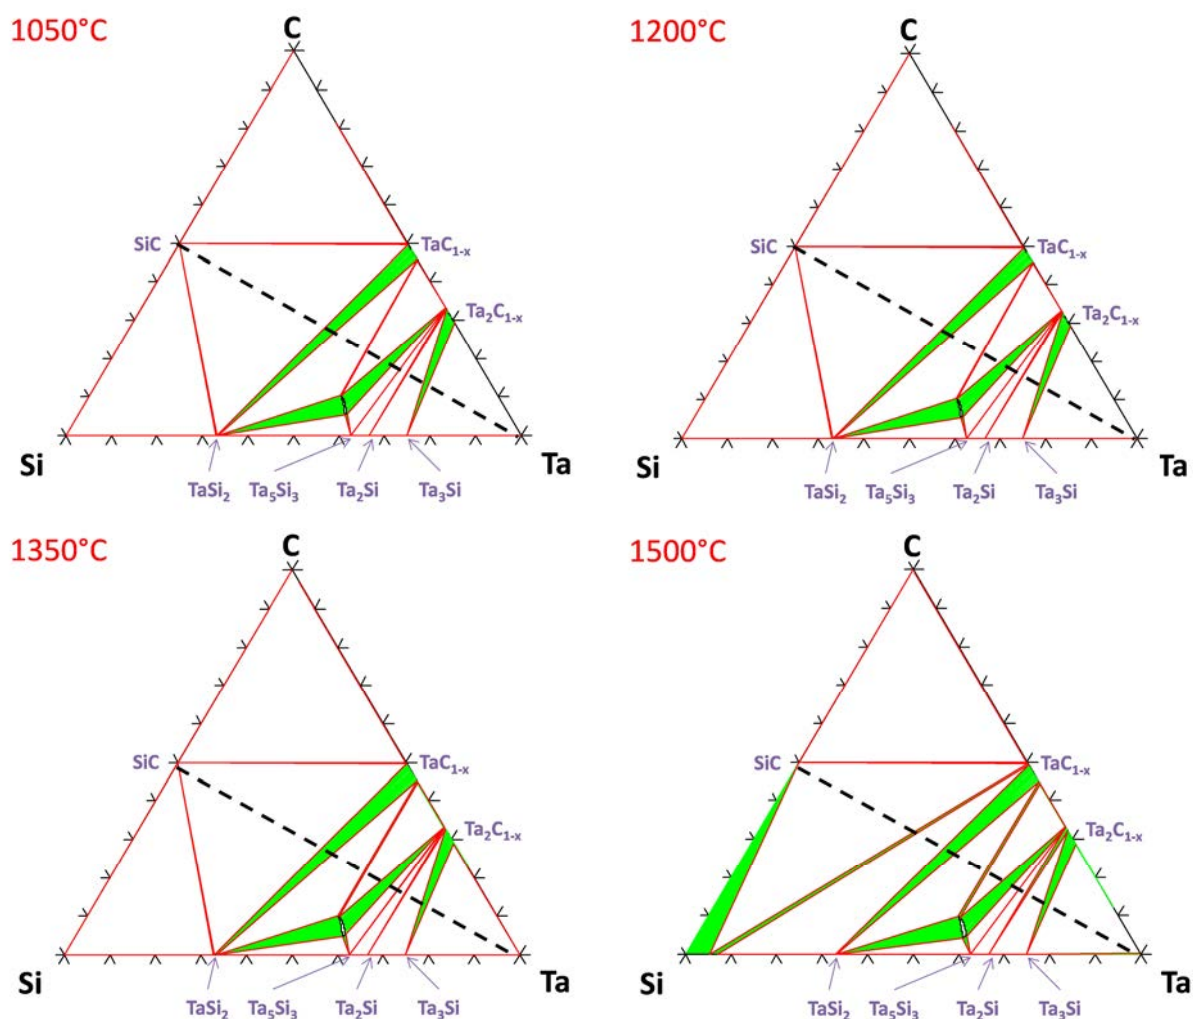 1050°C
C
SiC
TaC₁₋ₓ
Ta₂C₁₋ₓ
Si
Ta
TaSi₂
Ta₅Si₃
Ta₂Si
Ta₃Si
1200°C
C
SiC
TaC₁₋ₓ
Ta₂C₁₋ₓ
Si
Ta
TaSi₂
Ta₅Si₃
Ta₂Si
Ta₃Si
1350°C
C
SiC
TaC₁₋ₓ
Ta₂C₁₋ₓ
Si
Ta
TaSi₂
Ta₅Si₃
Ta₂Si
Ta₃Si
1500°C
C
SiC
TaC₁₋ₓ
Ta₂C₁₋ₓ
Si
Ta
TaSi₂
Ta₅Si₃
Ta₂Si
Ta₃Si